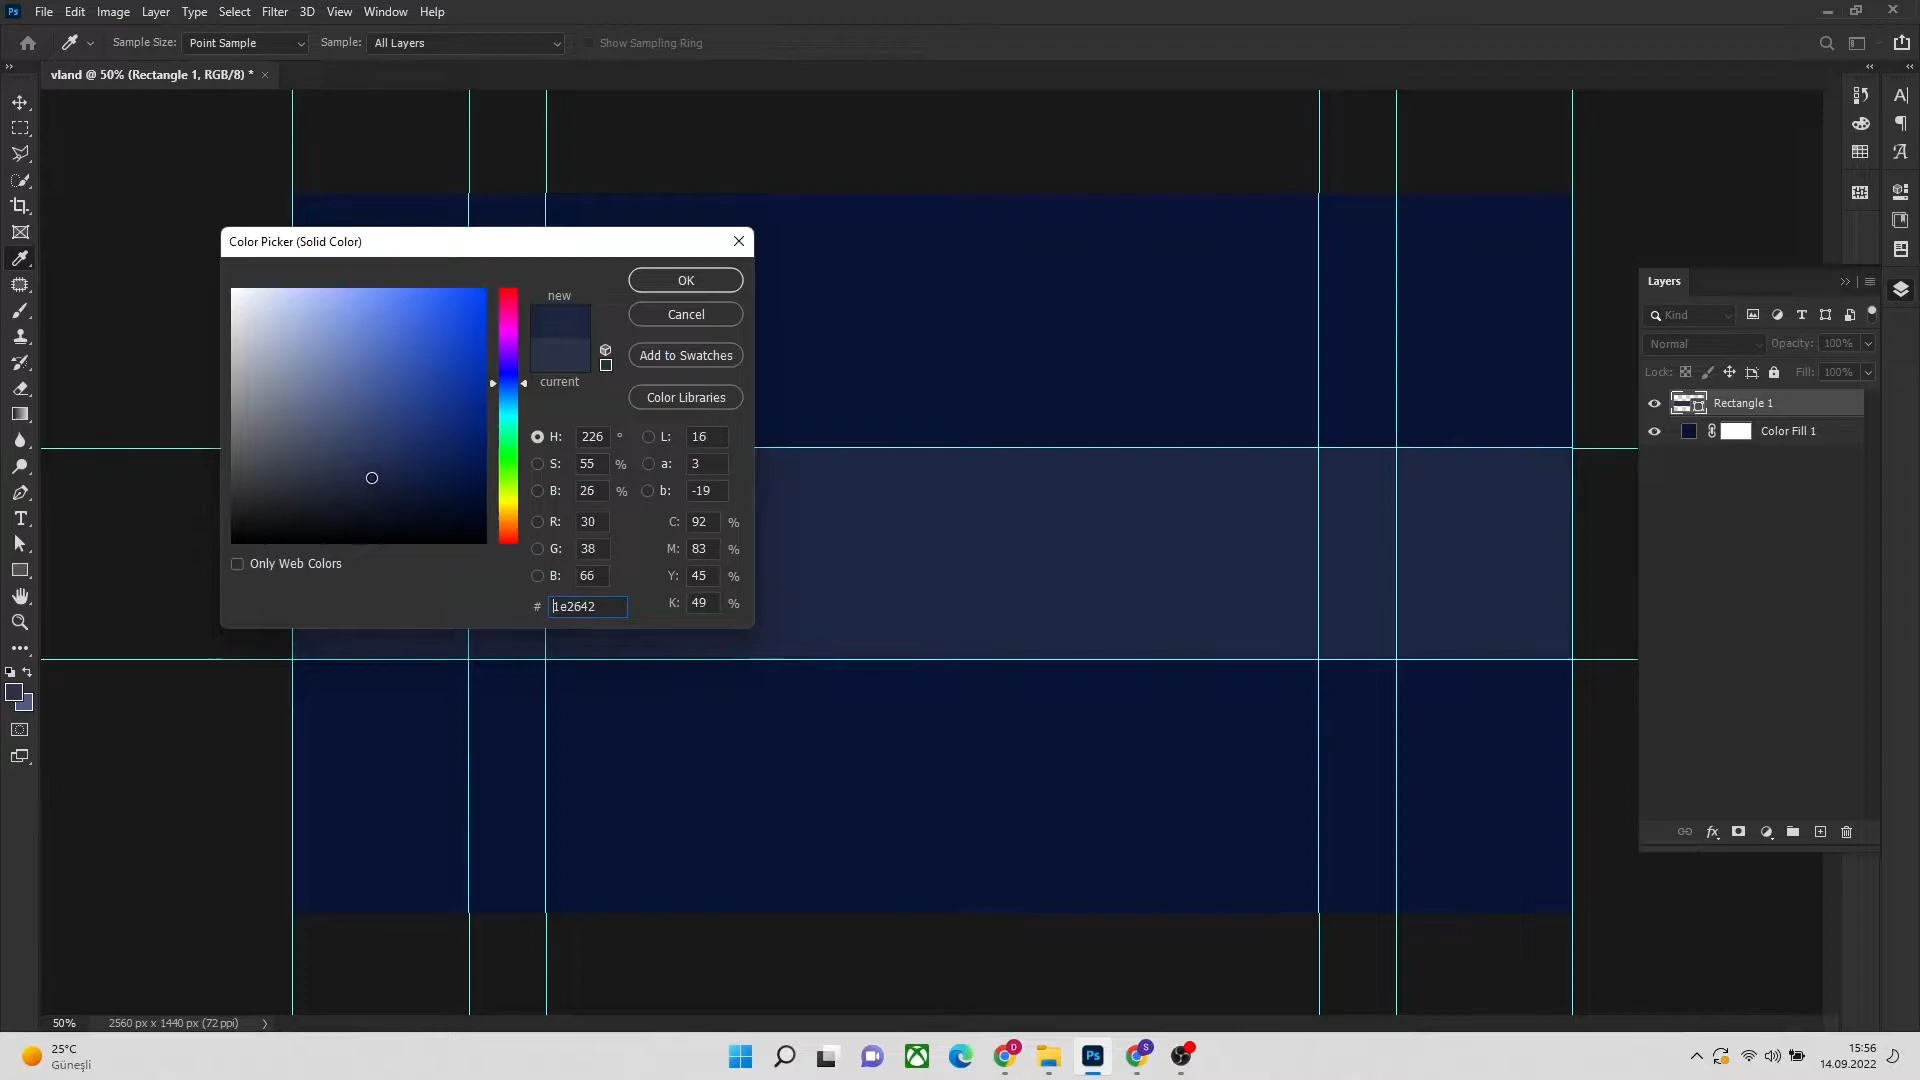 Ps File Edit Image Layer Type Select Filter 3D View Window Help
Sample Size: Point Sample Sample: All Layers Show Sampling Ring
vland @ 50% (Rectangle 1, RGB/8) * ×
Color Picker (Solid Color)
new
current
OK
Cancel
Add to Swatches
Color Libraries
H: 226 ° L: 16
S: 55 % a: 3
B: 26 % b: -19
R: 30 C: 92 %
G: 38 M: 83 %
B: 66 Y: 45 %
# 1e2642 K: 49 %
Only Web Colors
Layers
Kind
Normal Opacity: 100%
Lock: Fill: 100%
Rectangle 1
Color Fill 1
50% 2560 px x 1440 px (72 ppi)
25°C
Güneşli
D
Ps
S
15:56
14.09.2022